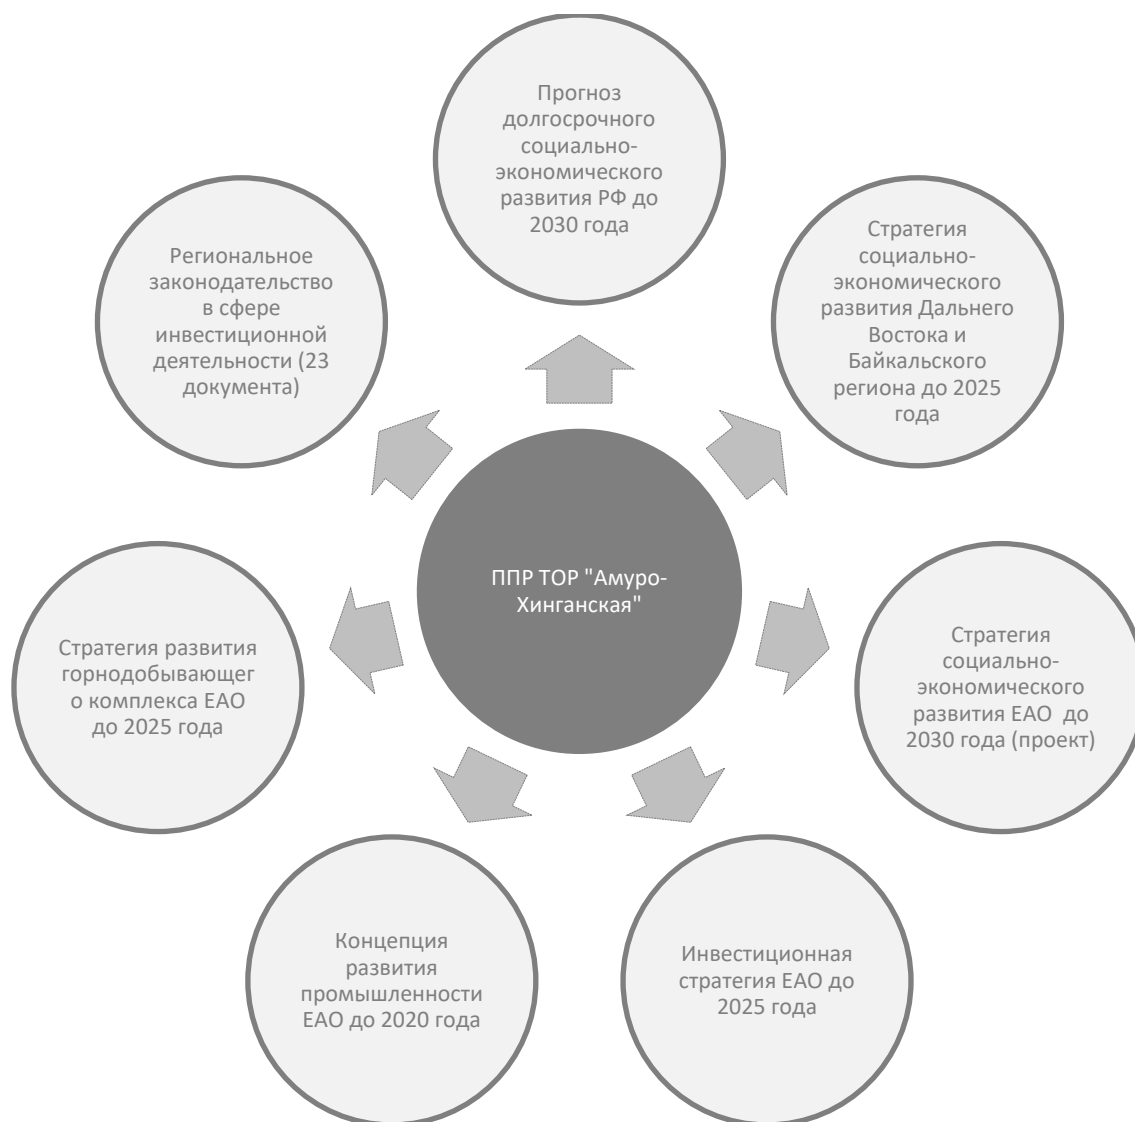 Прогноз
долгосрочного
социально-
экономического
развития РФ до
2030 года
Стратегия
социально-
экономического
развития Дальнего
Востока и
Байкальского
региона до 2025
года
Стратегия
социально-
экономического
развития ЕАО до
2030 года (проект)
Инвестиционная
стратегия ЕАО до
2025 года
Концепция
развития
промышленности
ЕАО до 2020 года
Стратегия развития
горнодобывающег
о комплекса ЕАО
до 2025 года
Региональное
законодательство
в сфере
инвестиционной
деятельности (23
документа)
ППР ТОР "Амуро-
Хинганская"